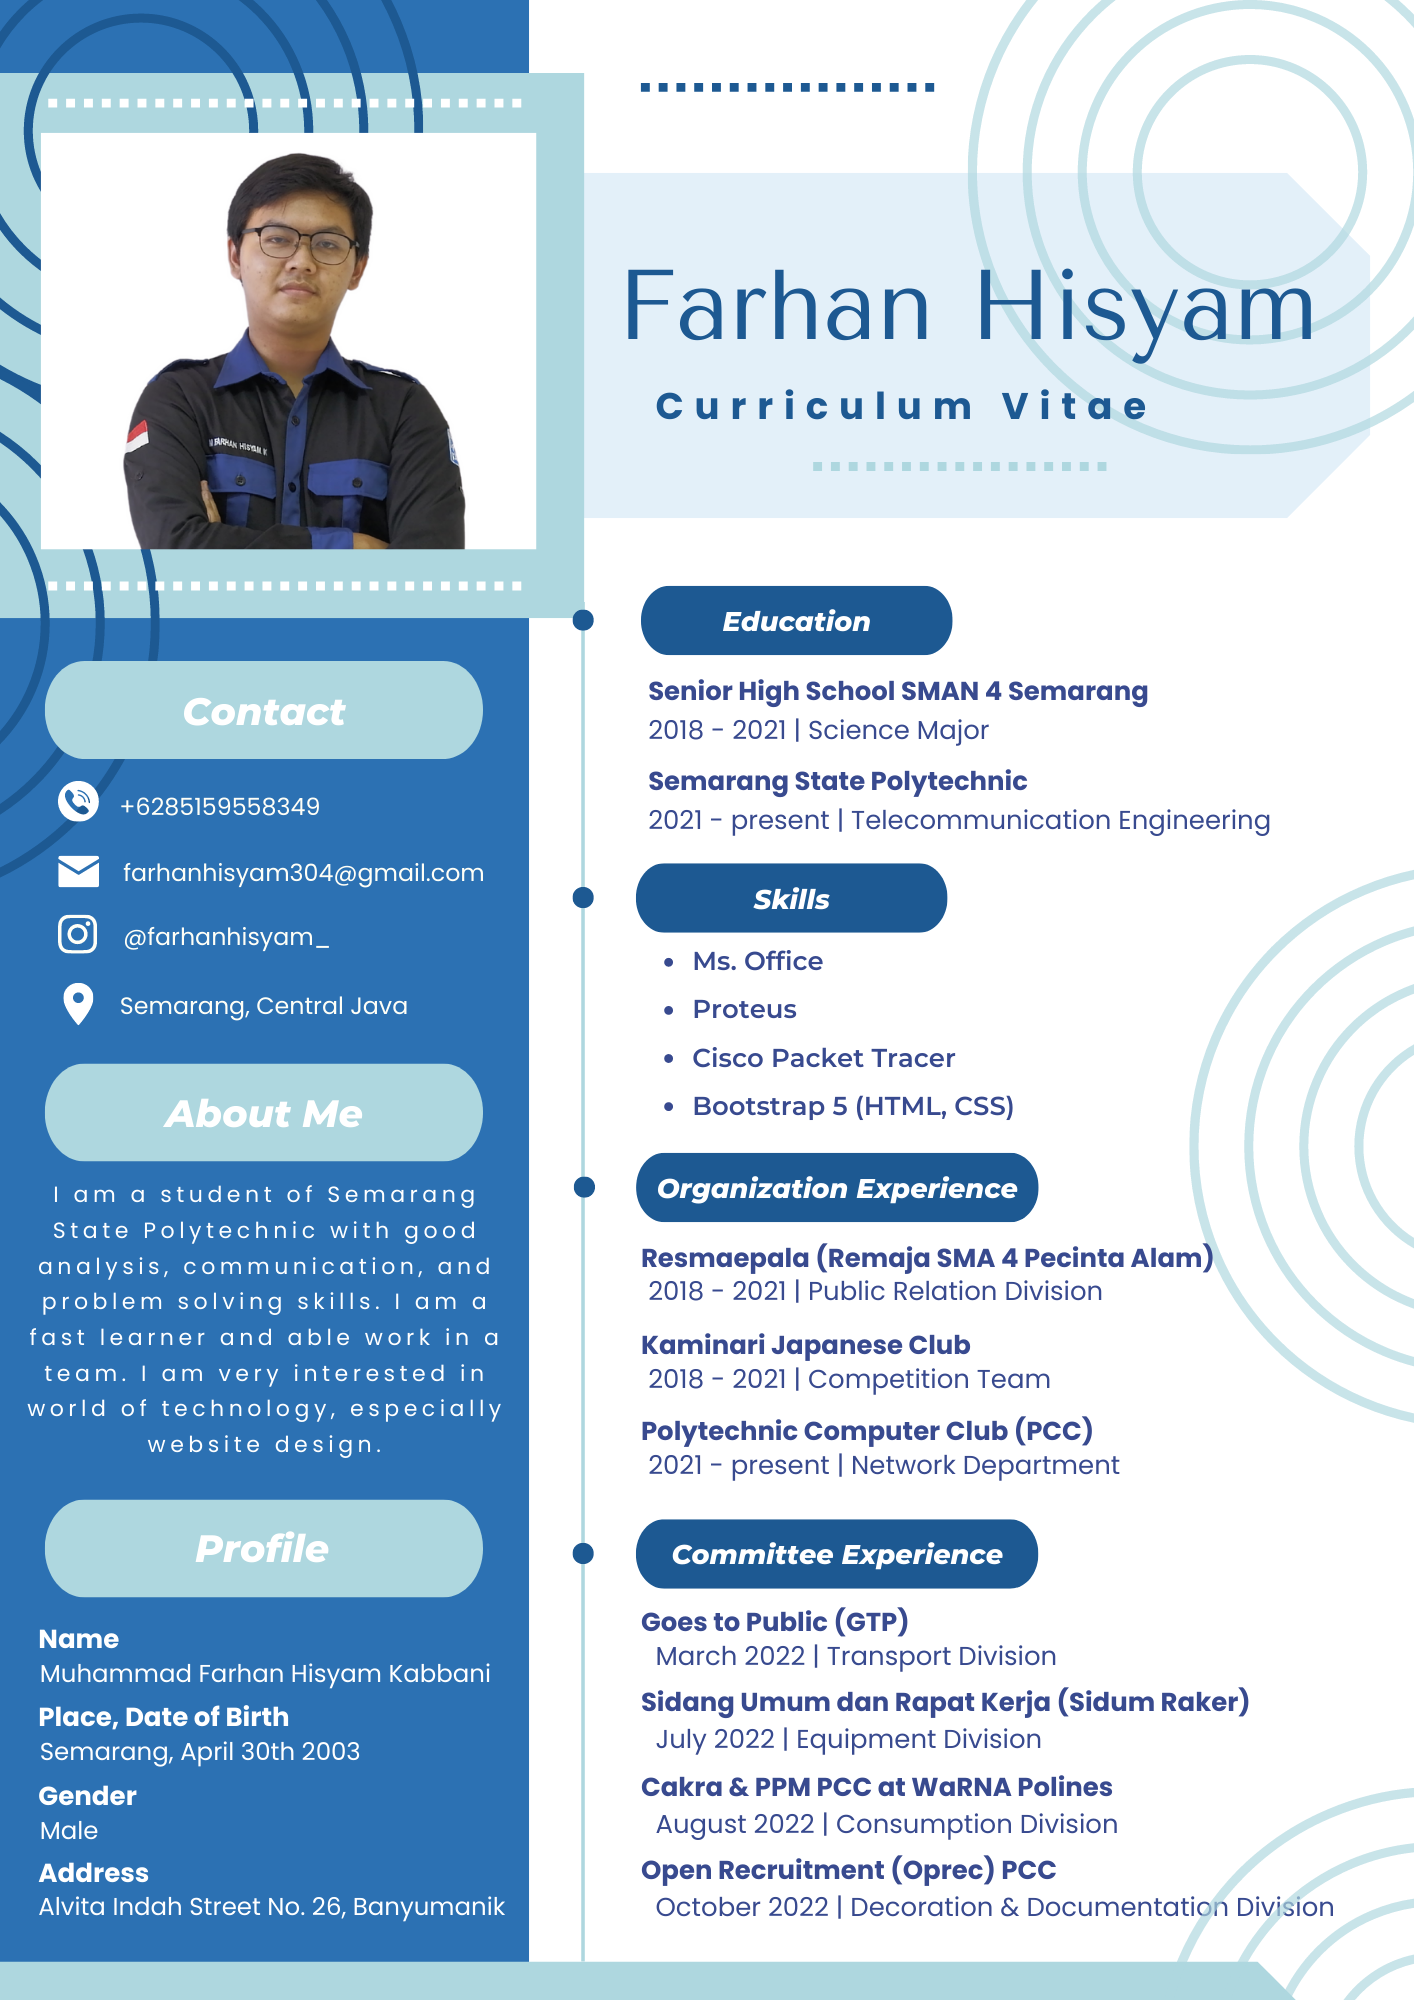 Farhan Hisyam
Curriculum Vitae
FARHAN HISYAM K
Contact
+6285159558349
farhanhisyam304@gmail.com
@farhanhisyam_
Semarang, Central Java
About Me
I am a student of Semarang
State Polytechnic with good
analysis, communication, and
problem solving skills. I am a
fast learner and able work in a
team. I am very interested in
world of technology, especially
website design.
Profile
Name
Muhammad Farhan Hisyam Kabbani
Place, Date of Birth
Semarang, April 30th 2003
Gender
Male
Address
Alvita Indah Street No. 26, Banyumanik
Education
Senior High School SMAN 4 Semarang
2018 - 2021 | Science Major
Semarang State Polytechnic
2021 - present | Telecommunication Engineering
Skills
• Ms. Office
• Proteus
• Cisco Packet Tracer
• Bootstrap 5 (HTML, CSS)
Organization Experience
Resmaepala (Remaja SMA 4 Pecinta Alam)
2018 - 2021 | Public Relation Division
Kaminari Japanese Club
2018 - 2021 | Competition Team
Polytechnic Computer Club (PCC)
2021 - present | Network Department
Committee Experience
Goes to Public (GTP)
March 2022 | Transport Division
Sidang Umum dan Rapat Kerja (Sidum Raker)
July 2022 | Equipment Division
Cakra & PPM PCC at WaRNA Polines
August 2022 | Consumption Division
Open Recruitment (Oprec) PCC
October 2022 | Decoration & Documentation Division